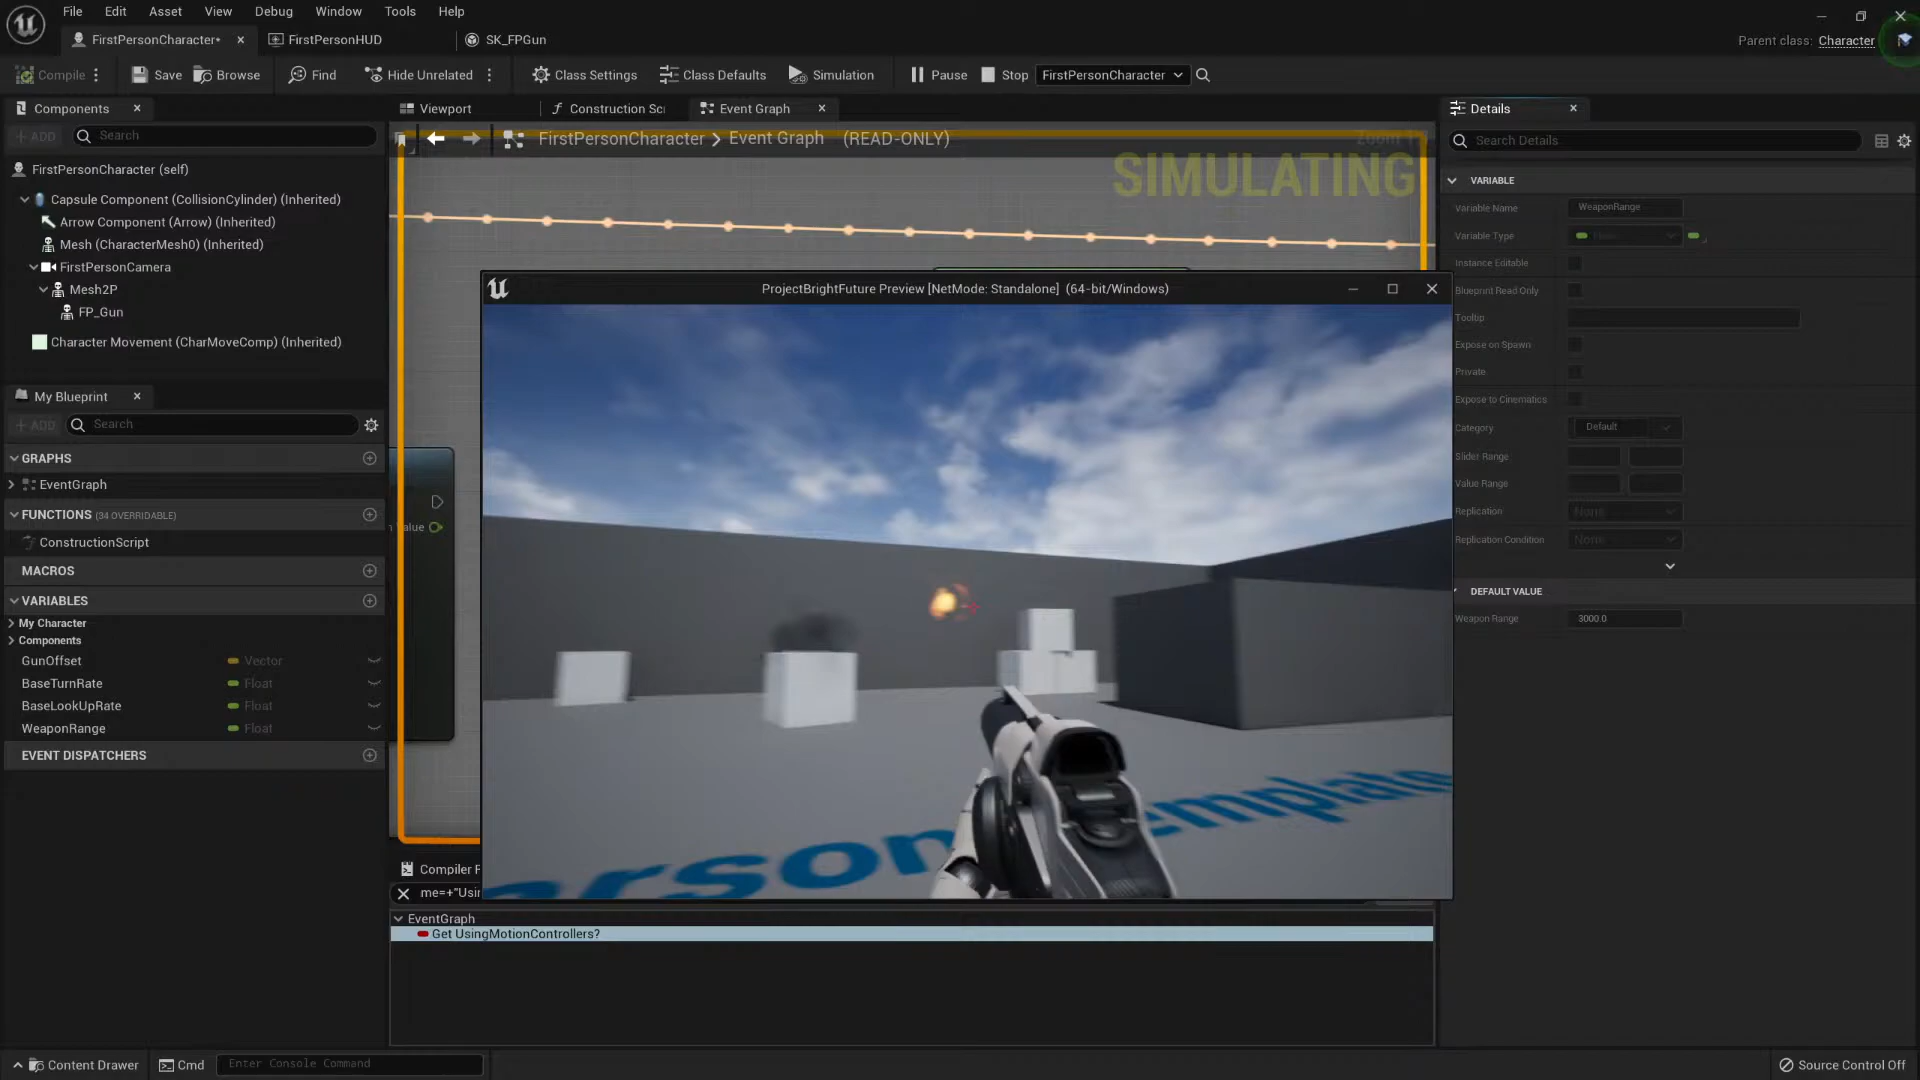 File Edit Asset View Debug Window Tools Help
FirstPersonCharacter•
FirstPersonHUD
SK_FPGun
Parent class: Character
Compile Save Browse Find Hide Unrelated Class Settings Class Defaults Simulation Pause Stop FirstPersonCharacter
Components
ADD Search
FirstPersonCharacter (self)
Capsule Component (CollisionCylinder) (Inherited)
Arrow Component (Arrow) (Inherited)
Mesh (CharacterMesh0) (Inherited)
FirstPersonCamera
Mesh2P
FP_Gun
Character Movement (CharMoveComp) (Inherited)
My Blueprint
ADD Search
GRAPHS
EventGraph
FUNCTIONS (34 OVERRIDABLE)
ConstructionScript
MACROS
VARIABLES
My Character
Components
GunOffset Vector
BaseTurnRate Float
BaseLookUpRate Float
WeaponRange Float
EVENT DISPATCHERS
Viewport Construction Sc Event Graph
FirstPersonCharacter > Event Graph (READ-ONLY)
Zoom
SIMULATING
Value
ProjectBrightFuture Preview [NetMode: Standalone] (64-bit/Windows)
erson Template
Compiler
me=+"Usi
EventGraph
Get UsingMotionControllers?
Details
Search Details
VARIABLE
Variable Name WeaponRange
Variable Type Float
Instance Editable
Blueprint Read Only
Tooltip
Expose on Spawn
Private
Expose to Cinematics
Category Default
Slider Range
Value Range
Replication None
Replication Condition None
DEFAULT VALUE
Weapon Range 3000.0
Content Drawer Cmd Enter Console Command
Source Control Off